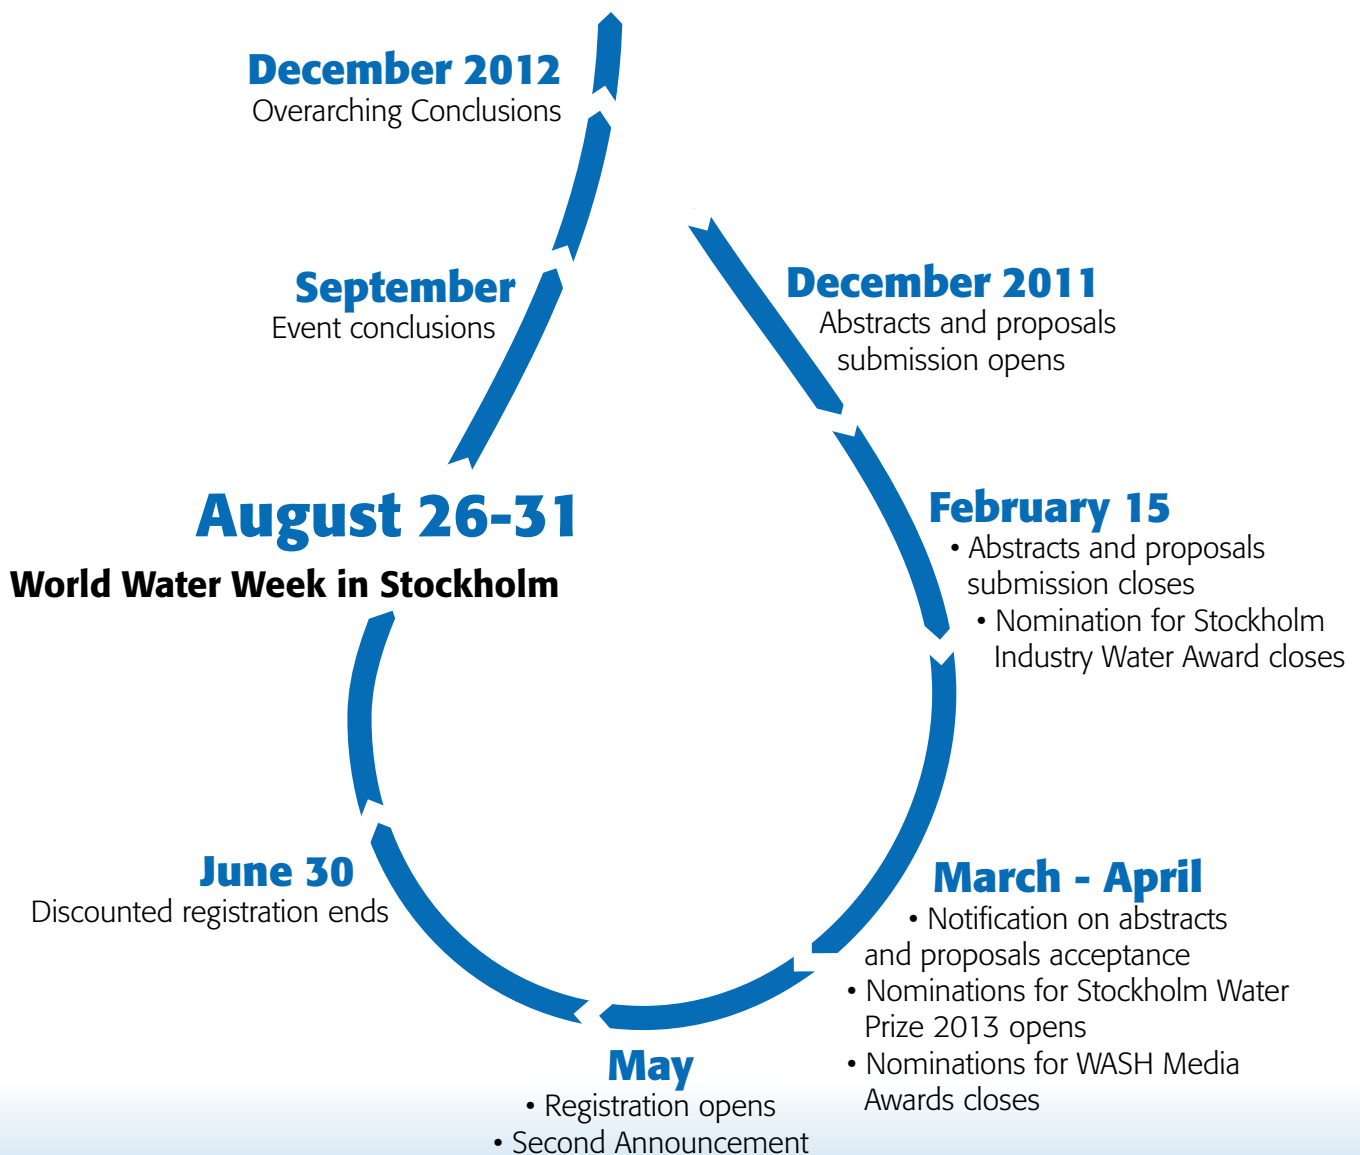 December 2012
Overarching Conclusions
December 2011
Abstracts and proposals
submission opens
September
Event conclusions
February 15
• Abstracts and proposals
submission closes
• Nomination for Stockholm
Industry Water Award closes
August 26-31
World Water Week in Stockholm
March - April
• Notification on abstracts
and proposals acceptance
• Nominations for Stockholm Water
Prize 2013 opens
• Nominations for WASH Media
Awards closes
June 30
Discounted registration ends
May
• Registration opens
• Second Announcement